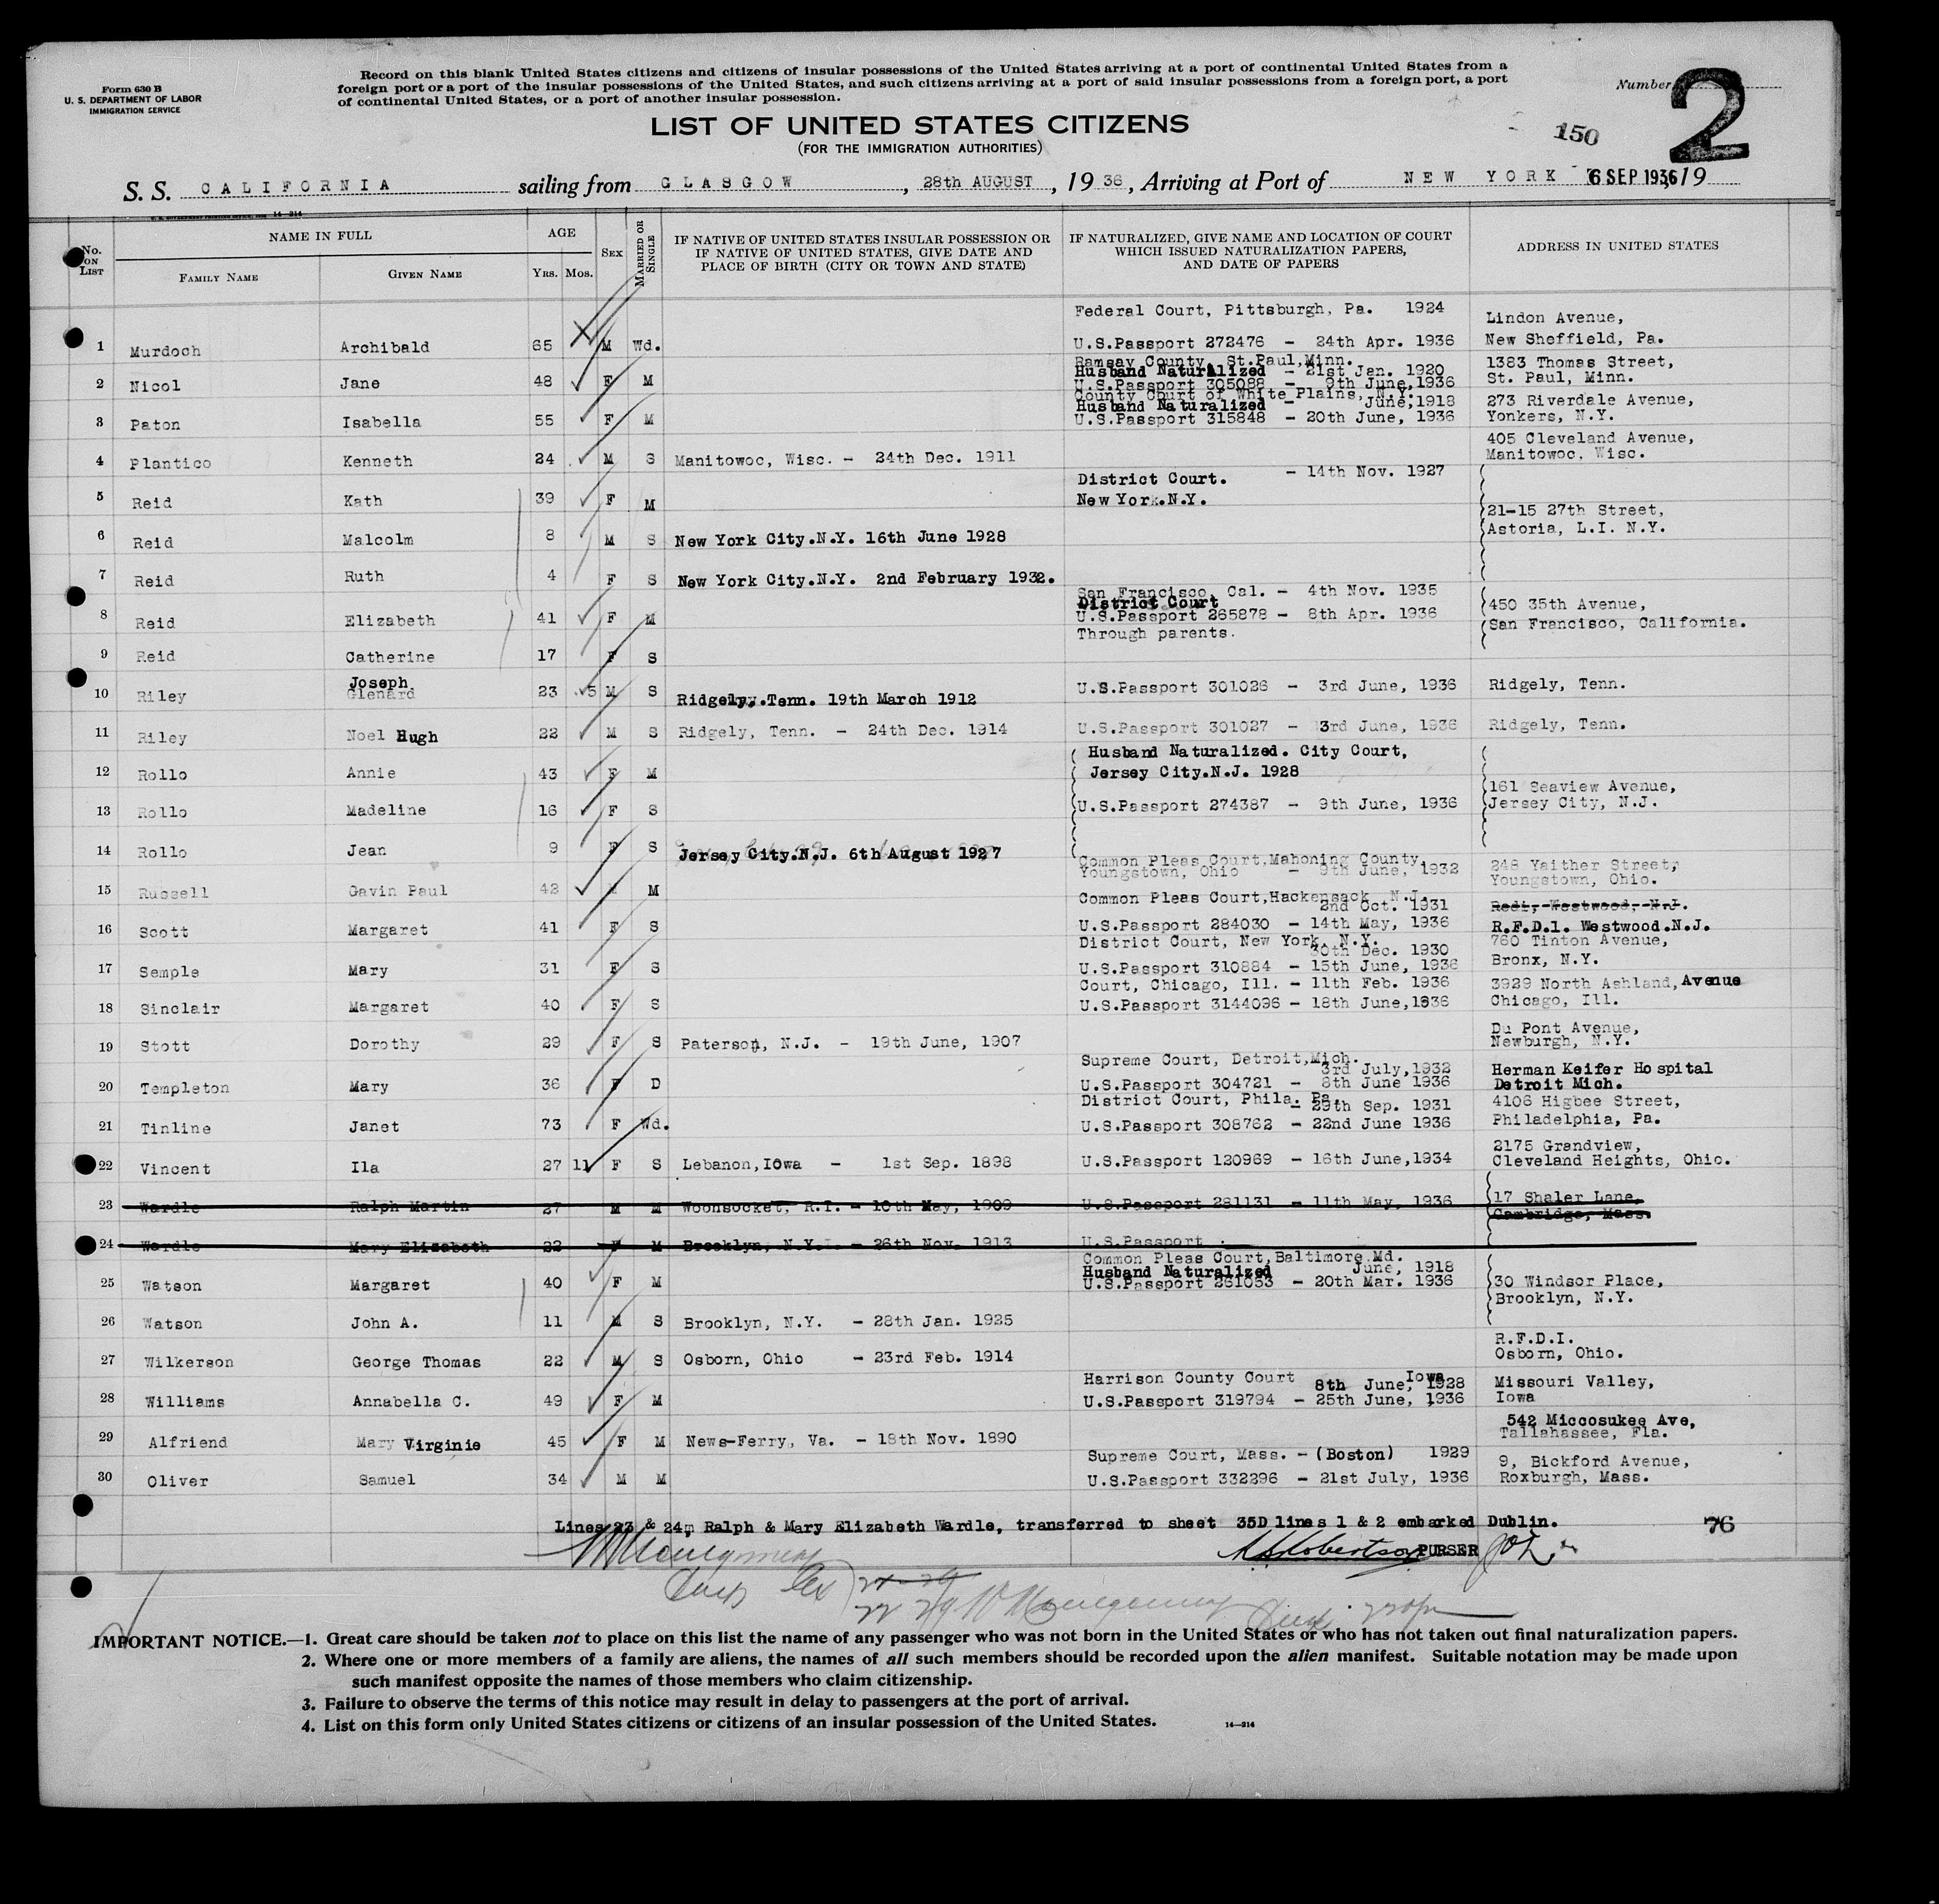 Form 630 B
U. S. DEPARTMENT OF LABOR
IMMIGRATION SERVICE
Record on this blank United States citizens and citizens of insular possessions of the United States arriving at a port of continental United States from a
foreign port or a port of the insular possessions of the United States, and such citizens arriving at a port of said insular possessions from a foreign port, a port
of continental United States, or a port of another insular possession.
Number 2
150
LIST OF UNITED STATES CITIZENS
(FOR THE IMMIGRATION AUTHORITIES)
S. S. CALIFORNIA sailing from GLASGOW, 28th AUGUST, 1936, Arriving at Port of NEW YORK 6 SEP 1936, 19
No. ON LIST
NAME IN FULL
FAMILY NAME
GIVEN NAME
AGE
YRS. MOS.
SEX
MARRIED OR SINGLE
IF NATIVE OF UNITED STATES INSULAR POSSESSION OR
IF NATIVE OF UNITED STATES, GIVE DATE AND
PLACE OF BIRTH (CITY OR TOWN AND STATE)
IF NATURALIZED, GIVE NAME AND LOCATION OF COURT
WHICH ISSUED NATURALIZATION PAPERS,
AND DATE OF PAPERS
ADDRESS IN UNITED STATES
Federal Court, Pittsburgh, Pa. 1924
Lindon Avenue,
1 Murdoch Archibald 65 M Wd. U.S.Passport 272476 - 24th Apr. 1936 New Sheffield, Pa.
Ramsay County, St.Paul, Minn.
1383 Thomas Street,
Husband Naturalized - 21st Jan. 1920
2 Nicol Jane 48 F M U.S.Passport 305088 - 9th June, 1936 St. Paul, Minn.
County Court of White Plains, N.Y.
Husband Naturalized - June, 1918 273 Riverdale Avenue,
3 Paton Isabella 55 F M U.S.Passport 315848 - 20th June, 1936 Yonkers, N.Y.
405 Cleveland Avenue,
4 Plantico Kenneth 24 M S Manitowoc, Wisc. - 24th Dec. 1911 Manitowoc, Wisc.
District Court. - 14th Nov. 1927
5 Reid Kath 39 F M New York.N.Y.
21-15 27th Street,
Astoria, L.I. N.Y.
6 Reid Malcolm 8 M S New York City.N.Y. 16th June 1928
7 Reid Ruth 4 F S New York City.N.Y. 2nd February 1932.
San Francisco, Cal. - 4th Nov. 1935
District Court 450 35th Avenue,
8 Reid Elizabeth 41 F M U.S.Passport 265878 - 8th Apr. 1936 San Francisco, California.
Through parents.
9 Reid Catherine 17 F S
Joseph
10 Riley Glenard 23 5 M S Ridgely,.Tenn. 19th March 1912 U.S.Passport 301026 - 3rd June, 1936 Ridgely, Tenn.
11 Riley Noel Hugh 22 M S Ridgely, Tenn. - 24th Dec. 1914 U.S.Passport 301027 - 3rd June, 1936 Ridgely, Tenn.
Husband Naturalized. City Court,
12 Rollo Annie 43 F M Jersey City.N.J. 1928
161 Seaview Avenue,
13 Rollo Madeline 16 F S U.S.Passport 274387 - 9th June, 1936 Jersey City, N.J.
14 Rollo Jean 9 F S Jersey City.N.J. 6th August 1927
Common Pleas Court, Mahoning County,
Youngstown, Ohio - 9th June, 1932 248 Yaither Street,
15 Russell Gavin Paul 42 M Youngstown, Ohio.
Common Pleas Court, Hackensack, N.J.
2nd Oct. 1931 Redi, Westwood, N.J.
16 Scott Margaret 41 F S U.S.Passport 284030 - 14th May, 1936 R.F.D.1. Westwood.N.J.
District Court, New York, N.Y. 760 Tinton Avenue,
30th Dec. 1930
17 Semple Mary 31 F S U.S.Passport 310884 - 15th June, 1936 Bronx, N.Y.
Court, Chicago, Ill. - 11th Feb. 1936 3929 North Ashland, Avenue
18 Sinclair Margaret 40 F S U.S.Passport 3144096 - 18th June, 1936 Chicago, Ill.
Du Pont Avenue,
19 Stott Dorothy 29 F S Paterson, N.J. - 19th June, 1907 Newburgh, N.Y.
Supreme Court, Detroit, Mich.
3rd July, 1932 Herman Keifer Hospital
20 Templeton Mary 36 F D U.S.Passport 304721 - 8th June 1936 Detroit Mich.
District Court, Phila. Pa. - 29th Sep. 1931 4106 Higbee Street,
21 Tinline Janet 73 F Wd. U.S.Passport 308762 - 22nd June 1936 Philadelphia, Pa.
2175 Grandview,
22 Vincent Ila 27 11 F S Lebanon, Iowa - 1st Sep. 1898 U.S.Passport 120969 - 16th June, 1934 Cleveland Heights, Ohio.
23 Wardle Ralph Martin 27 M M Woonsocket, R.I. - 10th May, 1909 U.S.Passport 281131 - 11th May, 1936 17 Shaler Lane,
Cambridge, Mass.
24 Wardle Mary Elizabeth 22 F M Brooklyn, N.Y. - 26th Nov. 1913 U.S.Passport
Common Pleas Court, Baltimore Md.
Husband Naturalized June, 1918
25 Watson Margaret 40 F M U.S.Passport 251053 - 20th Mar. 1936 30 Windsor Place,
Brooklyn, N.Y.
26 Watson John A. 11 M S Brooklyn, N.Y. - 28th Jan. 1925
R.F.D.I.
27 Wilkerson George Thomas 22 M S Osborn, Ohio - 23rd Feb. 1914 Osborn, Ohio.
Harrison County Court Iowa
8th June, 1928 Missouri Valley,
28 Williams Annabella C. 49 F M U.S.Passport 319794 - 25th June, 1936 Iowa
542 Miccosukee Ave,
29 Alfriend Mary Virginie 45 F M News-Ferry, Va. - 18th Nov. 1890 Tallahassee, Fla.
Supreme Court, Mass. - (Boston) 1929 9, Bickford Avenue,
30 Oliver Samuel 34 M M U.S.Passport 332296 - 21st July, 1936 Roxburgh, Mass.
Lines 23 & 24, Ralph & Mary Elizabeth Wardle, transferred to sheet 35D lines 1 & 2 embarked Dublin.
76
PURSER
IMPORTANT NOTICE.—1. Great care should be taken not to place on this list the name of any passenger who was not born in the United States or who has not taken out final naturalization papers.
2. Where one or more members of a family are aliens, the names of all such members should be recorded upon the alien manifest. Suitable notation may be made upon
such manifest opposite the names of those members who claim citizenship.
3. Failure to observe the terms of this notice may result in delay to passengers at the port of arrival.
4. List on this form only United States citizens or citizens of an insular possession of the United States.
14—214